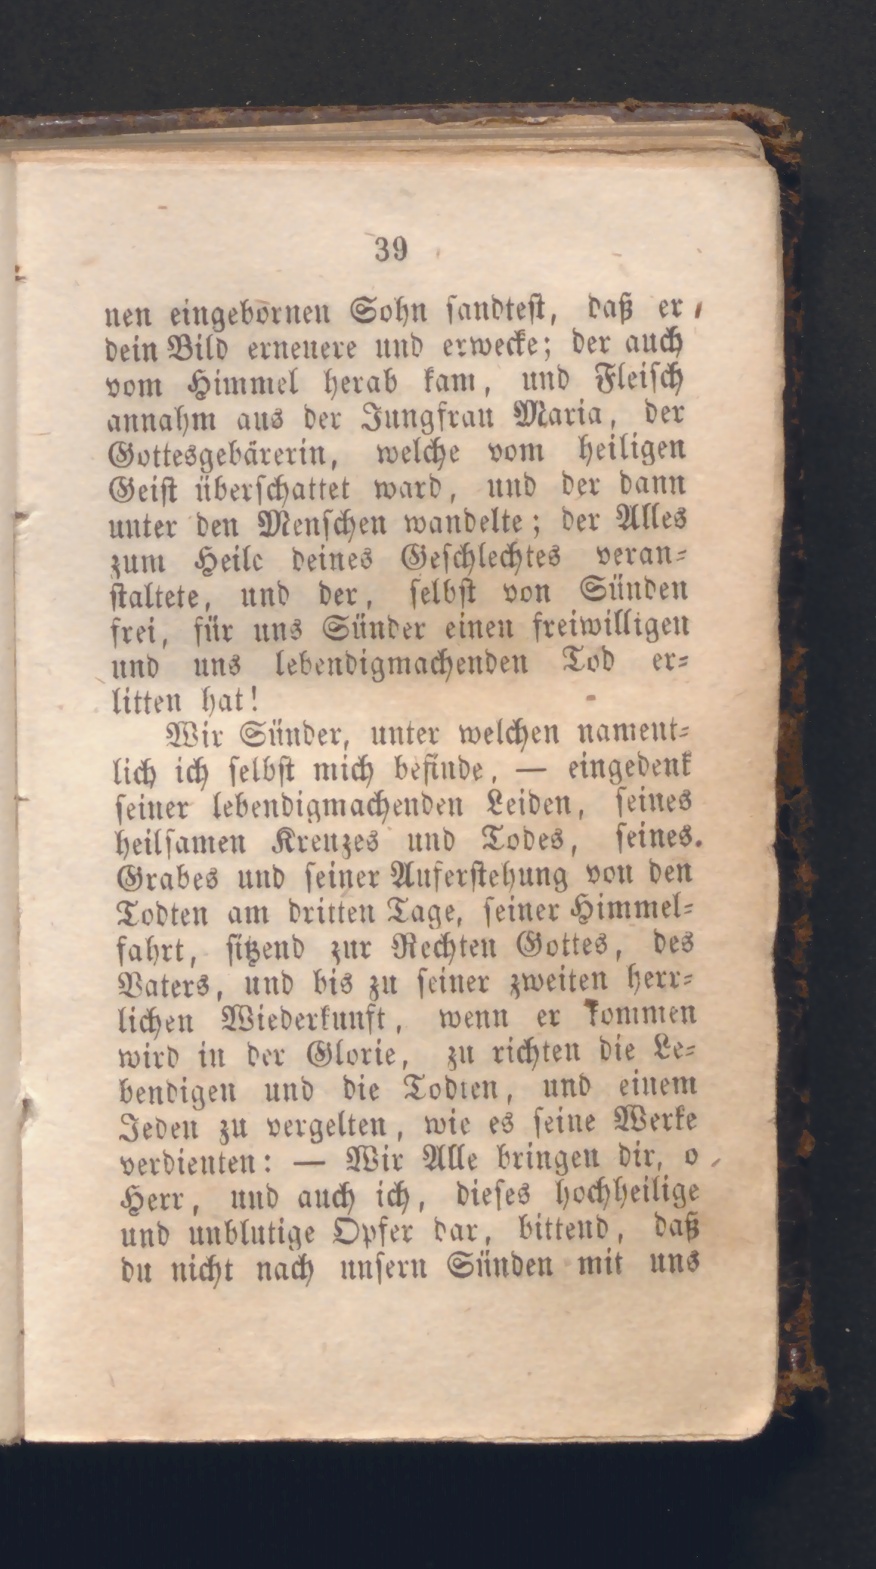 39
nen eingebornen Sohn sandtest, daß er
dein Bild erneuere und erwecke; der auch
vom Himmel herab kam, und Fleisch
annahm aus der Jungfrau Maria, der
Gottesgebärerin, welche vom heiligen
Geist überschattet ward, und der dann
unter den Menschen wandelte; der Alles
zum Heile deines Geschlechtes veran-
staltete, und der, selbst von Sünden
frei, für uns Sünder einen freiwilligen
und uns lebendigmachenden Tod er-
litten hat!
Wir Sünder, unter welchen nament-
lich ich selbst mich befinde, — eingedenk
seiner lebendigmachenden Leiden, seines
heilsamen Kreuzes und Todes, seines
Grabes und seiner Auferstehung von den
Todten am dritten Tage, seiner Himmel-
fahrt, sitzend zur Rechten Gottes, des
Vaters, und bis zu seiner zweiten herr-
lichen Wiederkunft, wenn er kommen
wird in der Glorie, zu richten die Le-
bendigen und die Todten, und einem
Jeden zu vergelten, wie es seine Werke
verdienten: — Wir Alle bringen dir, o
Herr, und auch ich, dieses hochheilige
und unblutige Opfer dar, bittend, daß
du nicht nach unsern Sünden mit uns